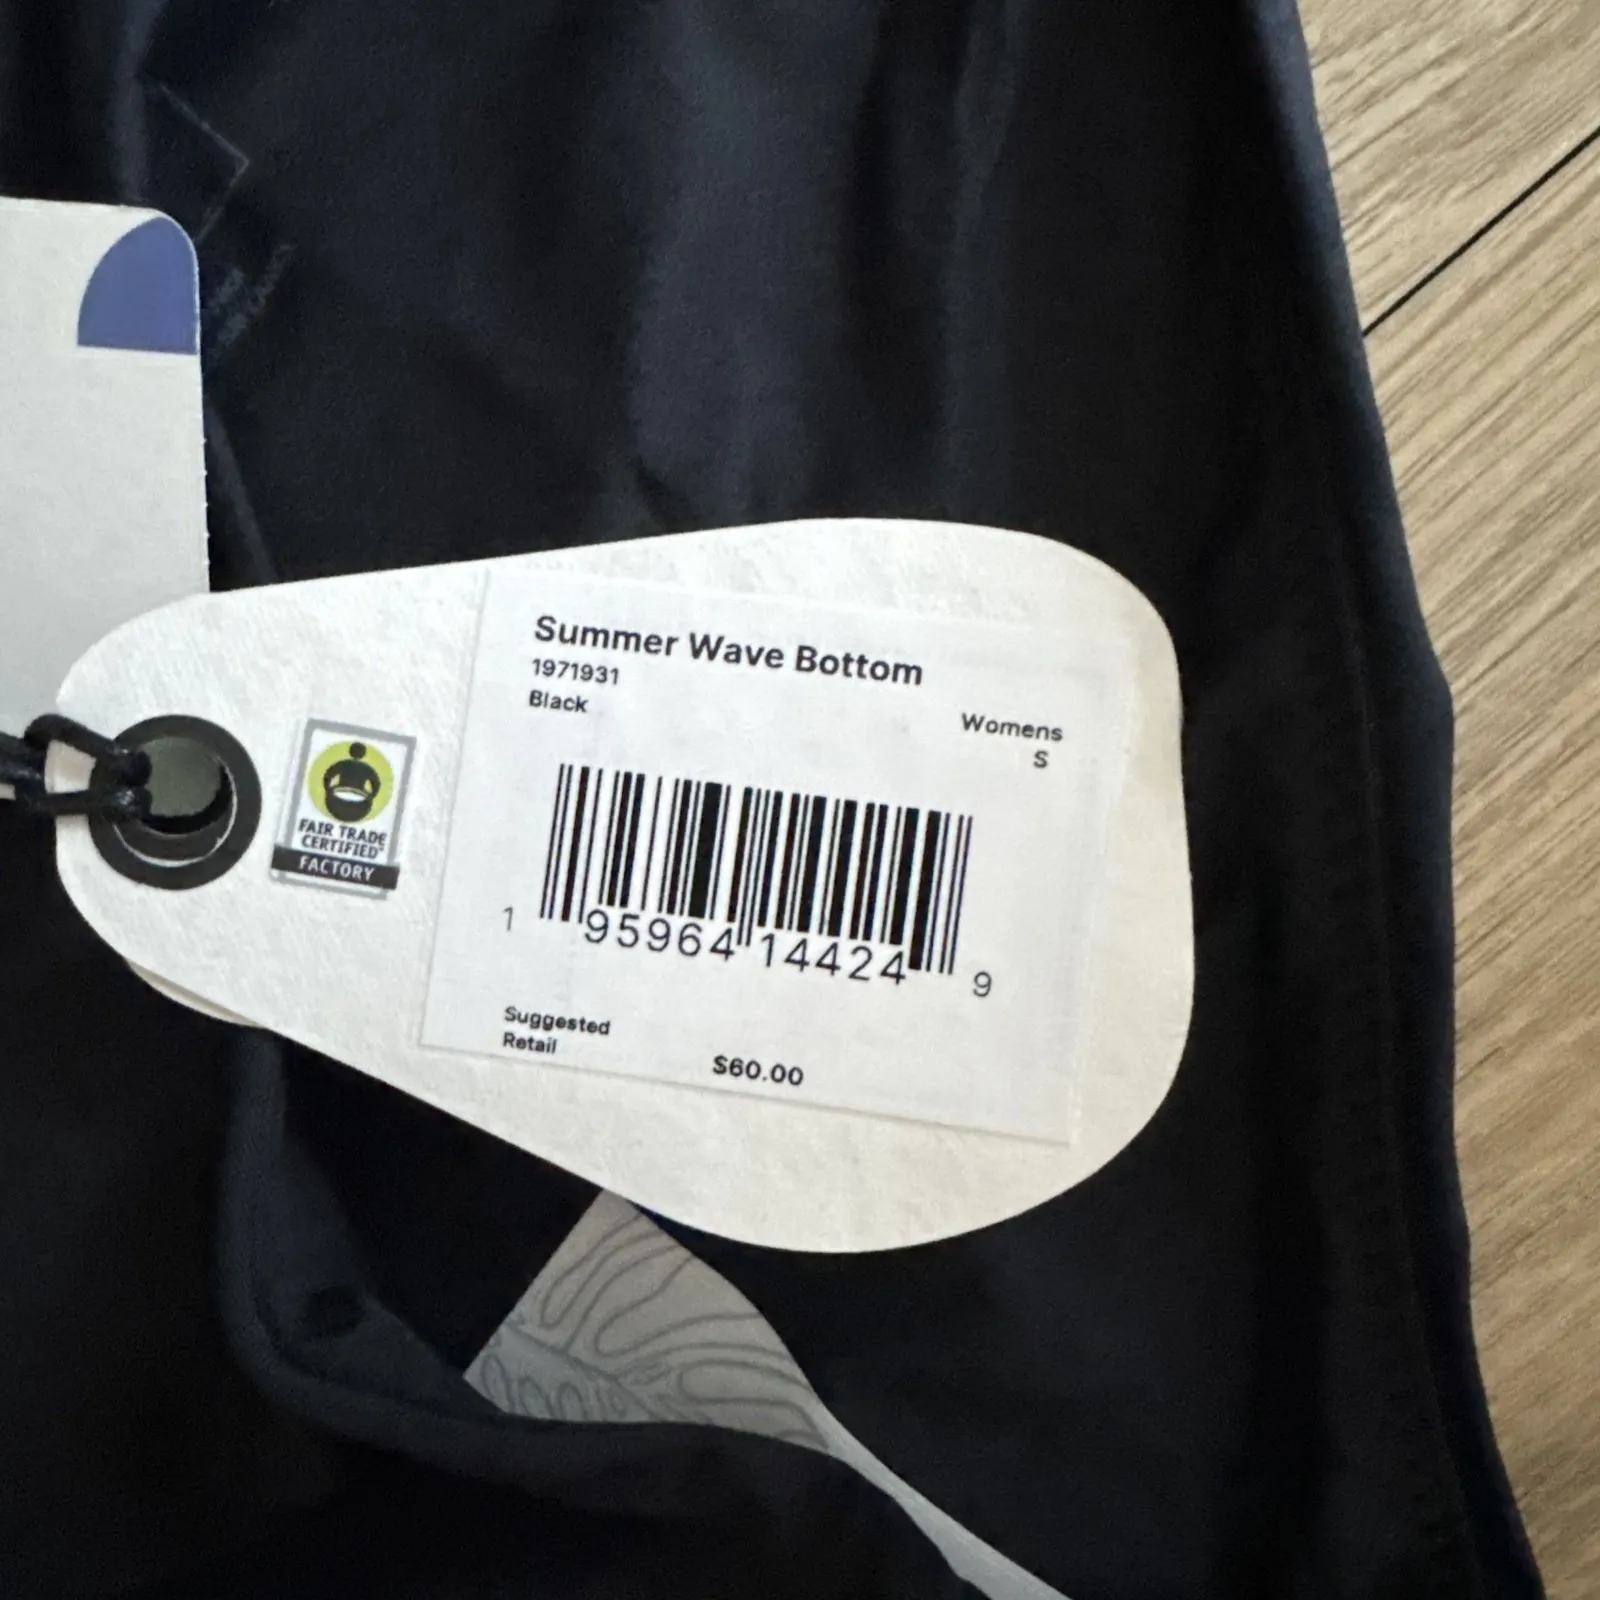 Summer Wave Bottom
1971931
Black
Womens
S
FAIR TRADE
CERTIFIED
FACTORY
1 95964 14424 9
Suggested
Retail
$60.00